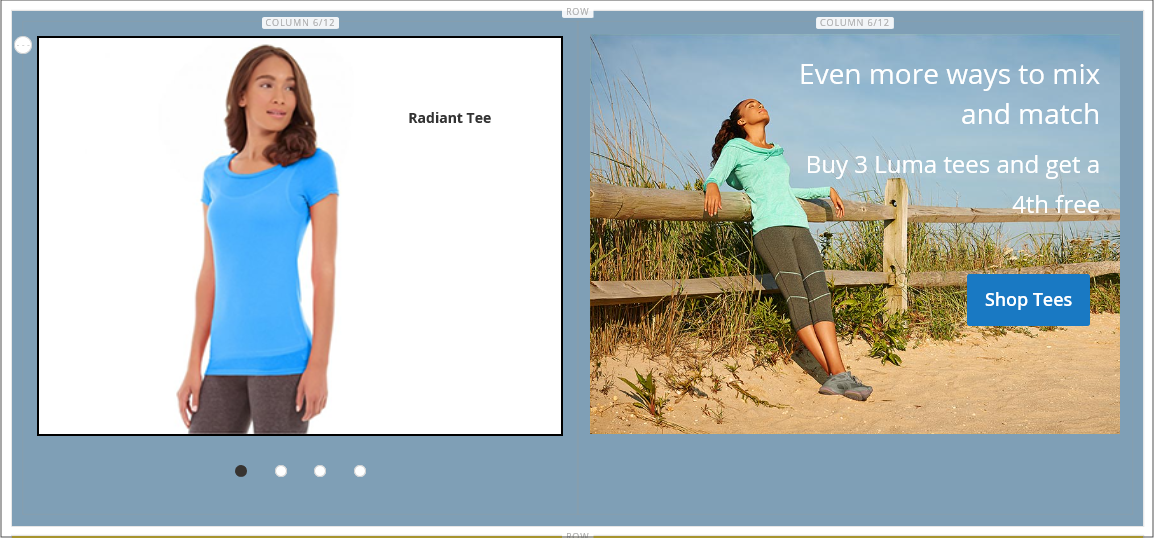 ROW
COLUMN 6/12
COLUMN 6/12
Radiant Tee
Even more ways to mix
and match
Buy 3 Luma tees and get a
4th free
Shop Tees
ROW